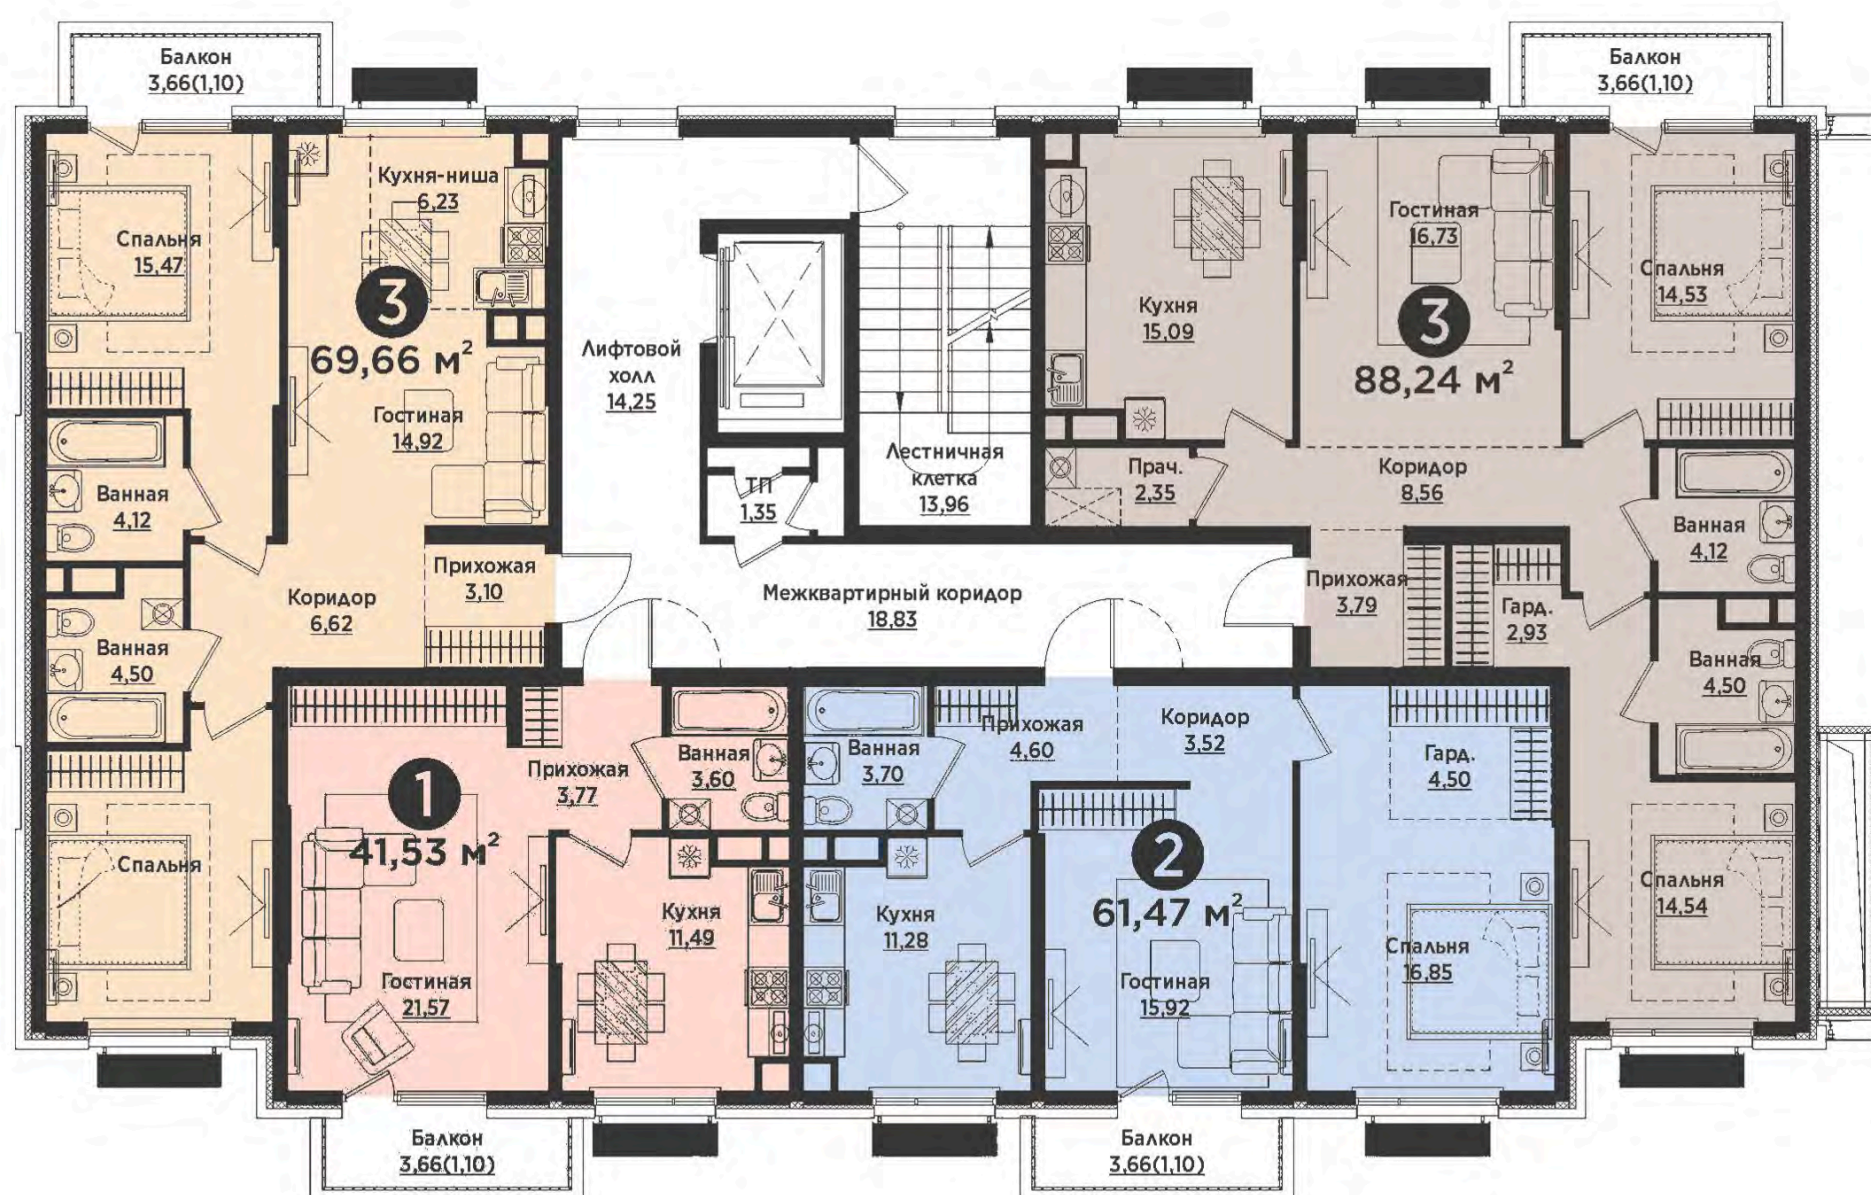 Балкон
3,66(1,10)
Спальня
15,47
Кухня-ниша
6,23
3
69,66 м²
Гостиная
14,92
Ванная
4,12
Ванная
4,50
Коридор
6,62
Прихожая
3,10
Спальня
Лифтовой
холл
14,25
ТП
1,35
Лестничная
клетка
13,96
Межквартирный коридор
18,83
Кухня
15,09
Гостиная
16,73
3
88,24 м²
Балкон
3,66(1,10)
Спальня
14,53
Прач.
2,35
Коридор
8,56
Ванная
4,12
Прихожая
3,79
Гард.
2,93
Ванная
4,50
Спальня
14,54
1
41,53 м²
Прихожая
3,77
Ванная
3,60
Кухня
11,49
Гостиная
21,57
Балкон
3,66(1,10)
Ванная
3,70
Прихожая
4,60
Коридор
3,52
Гард.
4,50
2
61,47 м²
Кухня
11,28
Гостиная
15,92
Спальня
16,85
Балкон
3,66(1,10)